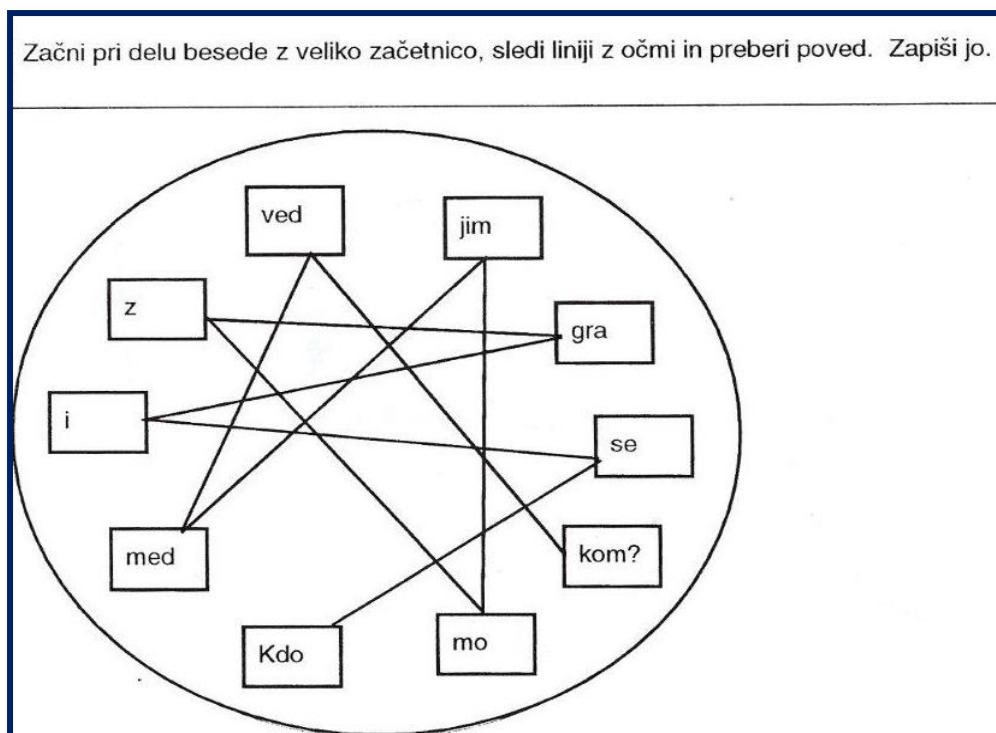 Začni pri delu besede z veliko začetnico, sledi liniji z očmi in preberi poved.  Zapiši jo.
ved
jim
z
gra
i
se
med
kom?
Kdo
mo